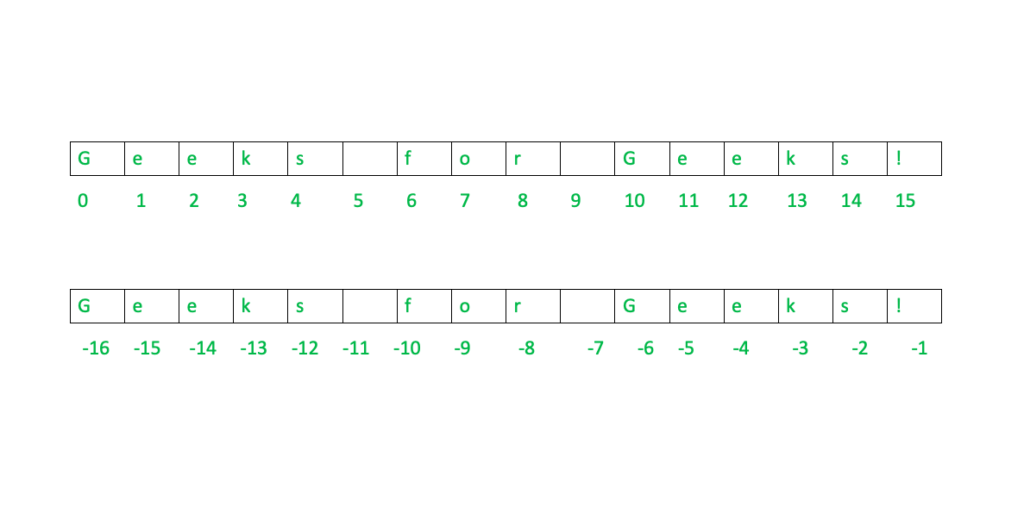 G e e k s f o r G e e k s !
0 1 2 3 4 5 6 7 8 9 10 11 12 13 14 15
G e e k s f o r G e e k s !
-16 -15 -14 -13 -12 -11 -10 -9 -8 -7 -6 -5 -4 -3 -2 -1